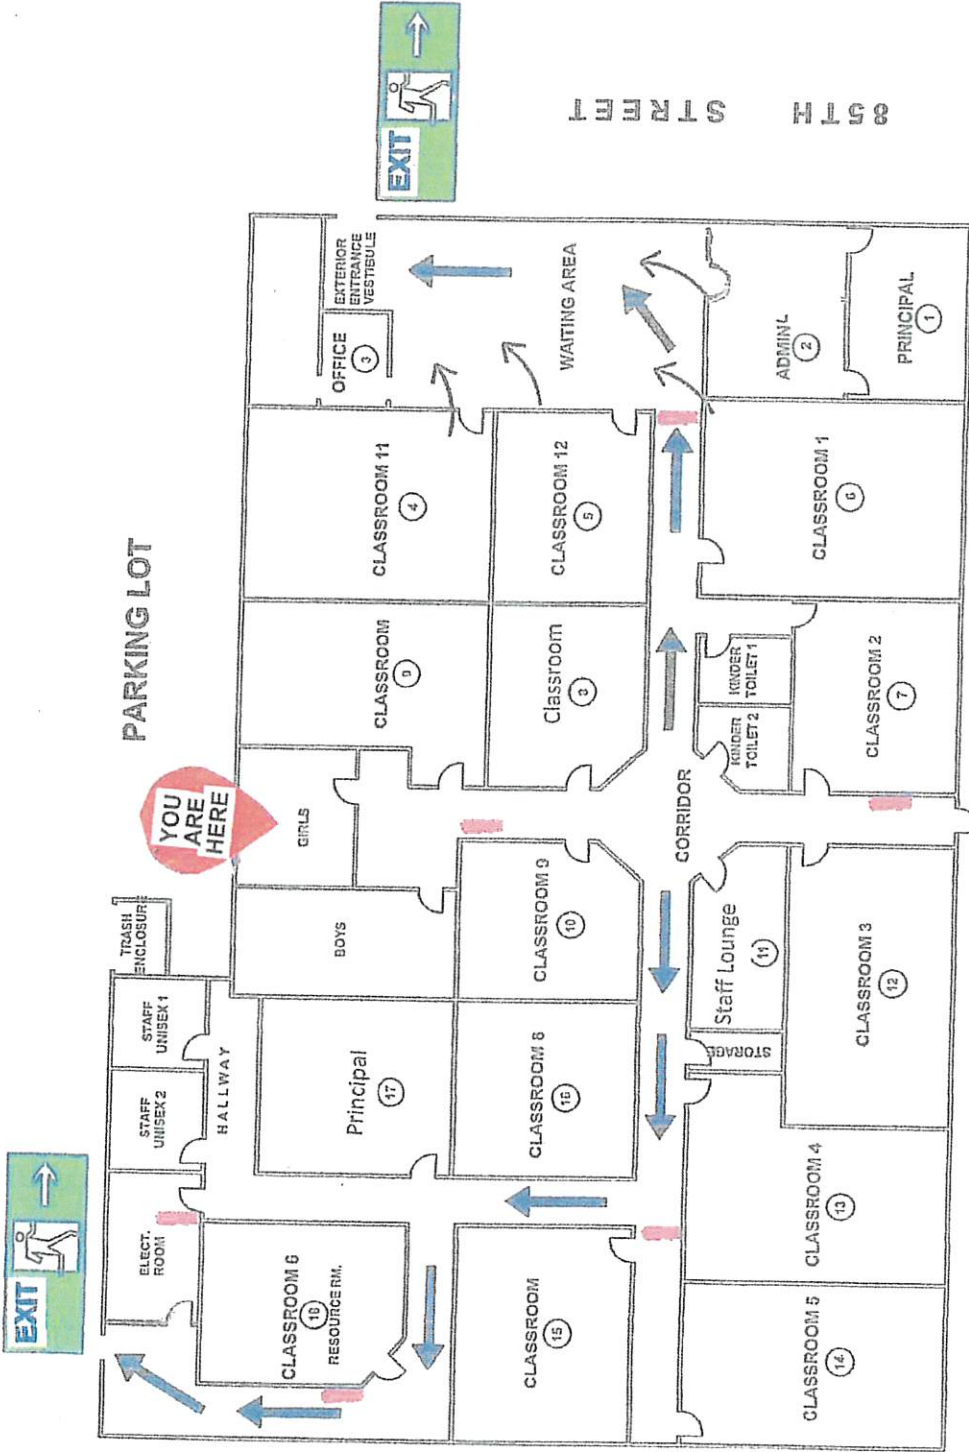 EXIT
EXIT
85TH STREET
PARKING LOT
YOU
ARE
HERE
TRASH
ENCLOSURE
STAFF
UNISEX 1
STAFF
UNISEX 2
ELECT.
ROOM
HALLWAY
GIRLS
BOYS
Principal
17
CLASSROOM 6
18
RESOURCE RM.
CLASSROOM
9
CLASSROOM 11
4
OFFICE
3
EXTERIOR
ENTRANCE
VESTIBULE
WAITING AREA
CLASSROOM
15
CLASSROOM 8
16
CLASSROOM 9
10
Classroom
8
CLASSROOM 12
5
CORRIDOR
STORAGE
Staff Lounge
11
KINDER
TOILET 2
KINDER
TOILET 1
CLASSROOM 5
14
CLASSROOM 4
13
CLASSROOM 3
12
CLASSROOM 2
7
CLASSROOM 1
6
ADMINL
2
PRINCIPAL
1